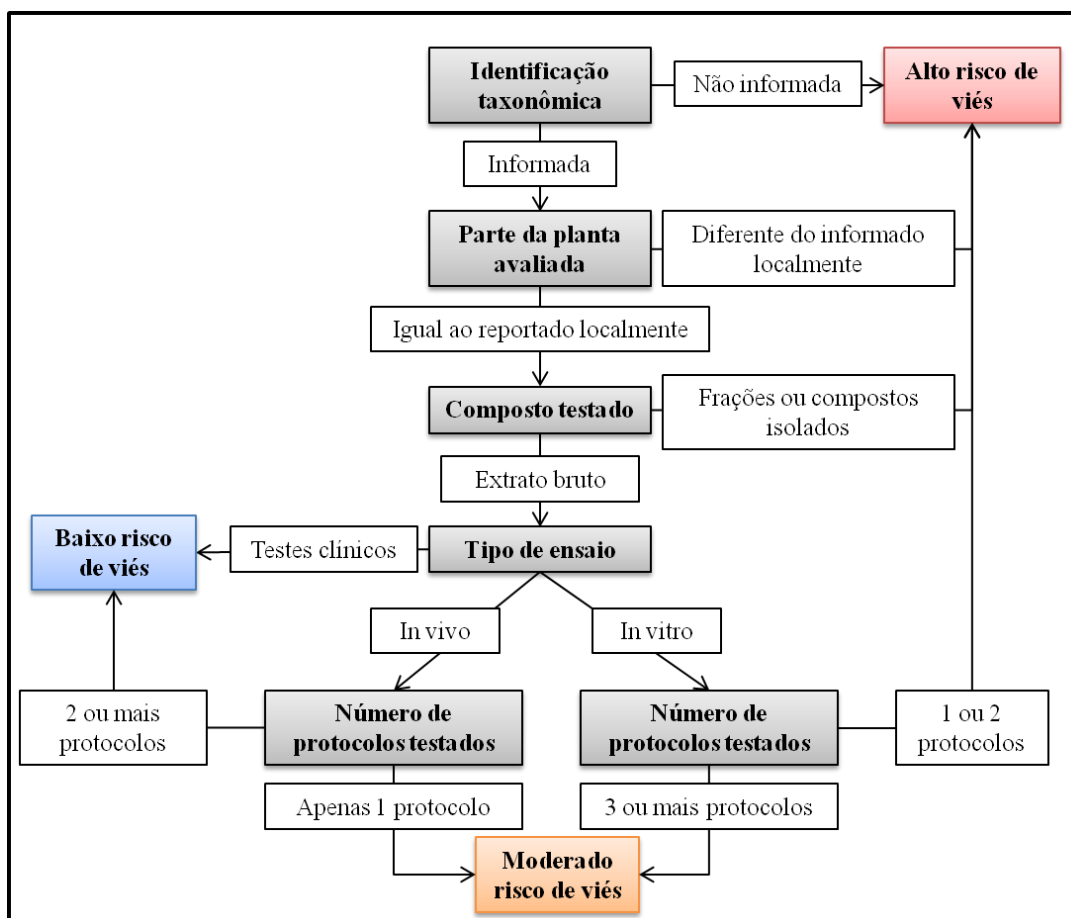 Identificação
taxonômica
Não informada
Alto risco de
viés
Informada
Parte da planta
avaliada
Diferente do informado
localmente
Igual ao reportado localmente
Composto testado
Frações ou compostos
isolados
Extrato bruto
Baixo risco
de viés
Testes clínicos
Tipo de ensaio
In vivo
In vitro
2 ou mais
protocolos
Número de
protocolos testados
Número de
protocolos testados
1 ou 2
protocolos
Apenas 1 protocolo
3 ou mais protocolos
Moderado
risco de viés